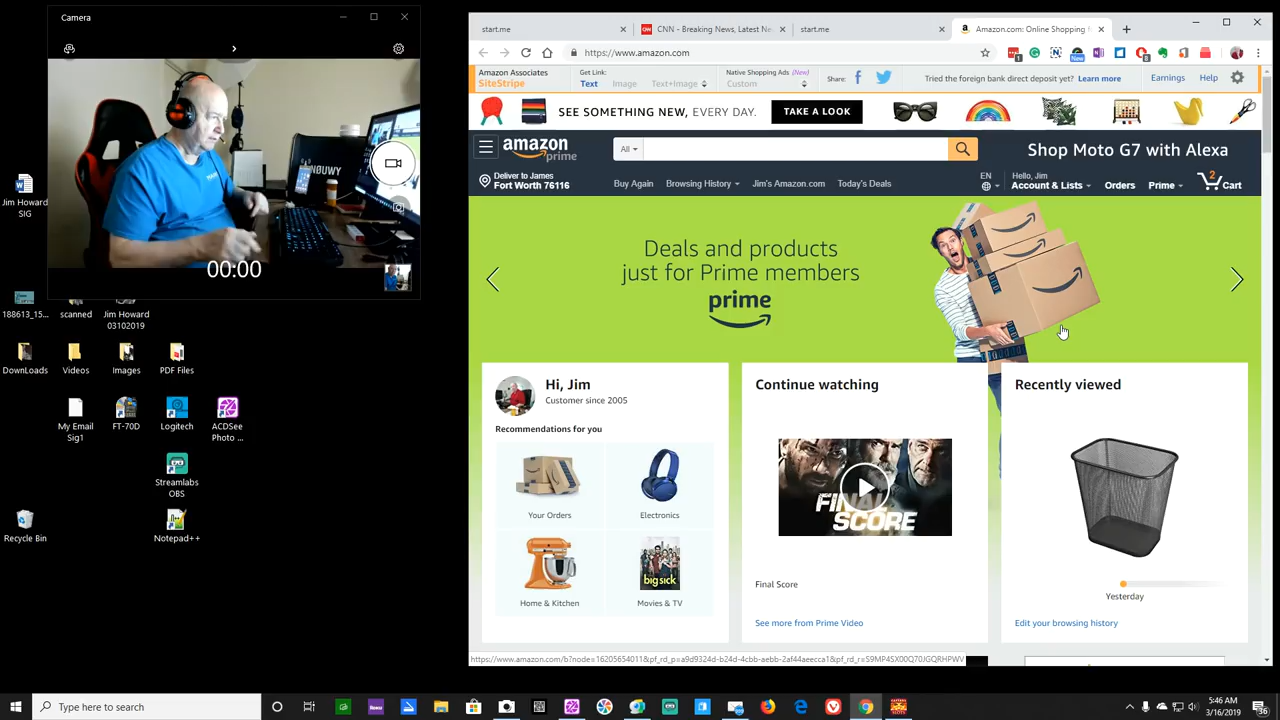 Camera
00:00
Jim Howard
SIG
188613_15...
scanned
Jim Howard
03102019
DownLoads
Videos
Images
PDF Files
My Email
Sig1
FT-70D
Logitech
ACDSee
Photo ...
Streamlabs
OBS
Recycle Bin
Notepad++
start.me
CNN - Breaking News, Latest Ne
start.me
Amazon.com: Online Shopping
https://www.amazon.com
New
Amazon Associates
SiteStripe
Get Link:
Text
Image
Text+Image
Native Shopping Ads (New)
Custom
Share:
Tried the foreign bank direct deposit yet? Learn more
Earnings
Help
SEE SOMETHING NEW, EVERY DAY.
TAKE A LOOK
amazon
prime
All
Shop Moto G7 with Alexa
Deliver to James
Fort Worth 76116
Buy Again
Browsing History
Jim's Amazon.com
Today's Deals
EN
Hello, Jim
Account & Lists
Orders
Prime
2
Cart
Deals and products
just for Prime members
prime
Hi, Jim
Customer since 2005
Recommendations for you
Your Orders
Electronics
Home & Kitchen
big sick
Movies & TV
Continue watching
FINAL
SCORE
Final Score
See more from Prime Video
Recently viewed
Yesterday
Edit your browsing history
Type here to search
5:46 AM
3/16/2019